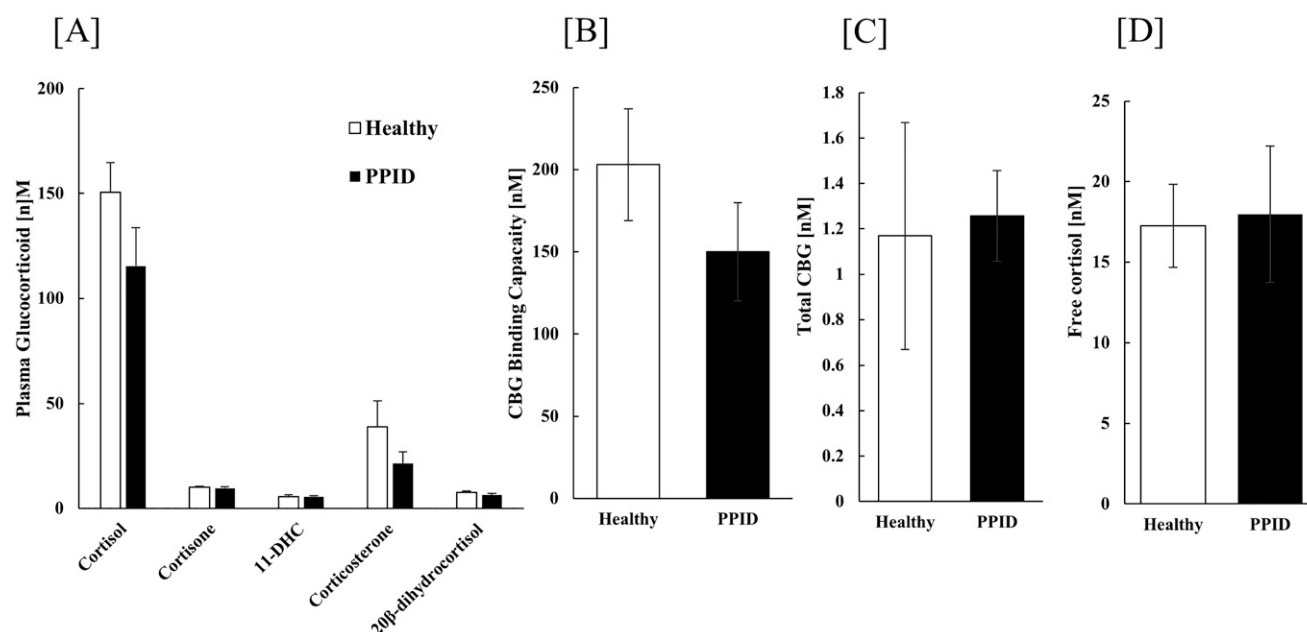 [A]
Plasma Glucocorticoid [n]M
200
150
100
50
0
Healthy
PPID
Cortisol
Cortisone
11-DHC
Corticosterone
20β-dihydrocortisol
[B]
CBG Binding Capacaity [nM]
250
200
150
100
50
0
Healthy
PPID
[C]
Total CBG [nM]
1.8
1.6
1.4
1.2
1
0.8
0.6
0.4
0.2
0
Healthy
PPID
[D]
Free cortisol [nM]
25
20
15
10
5
0
Healthy
PPID